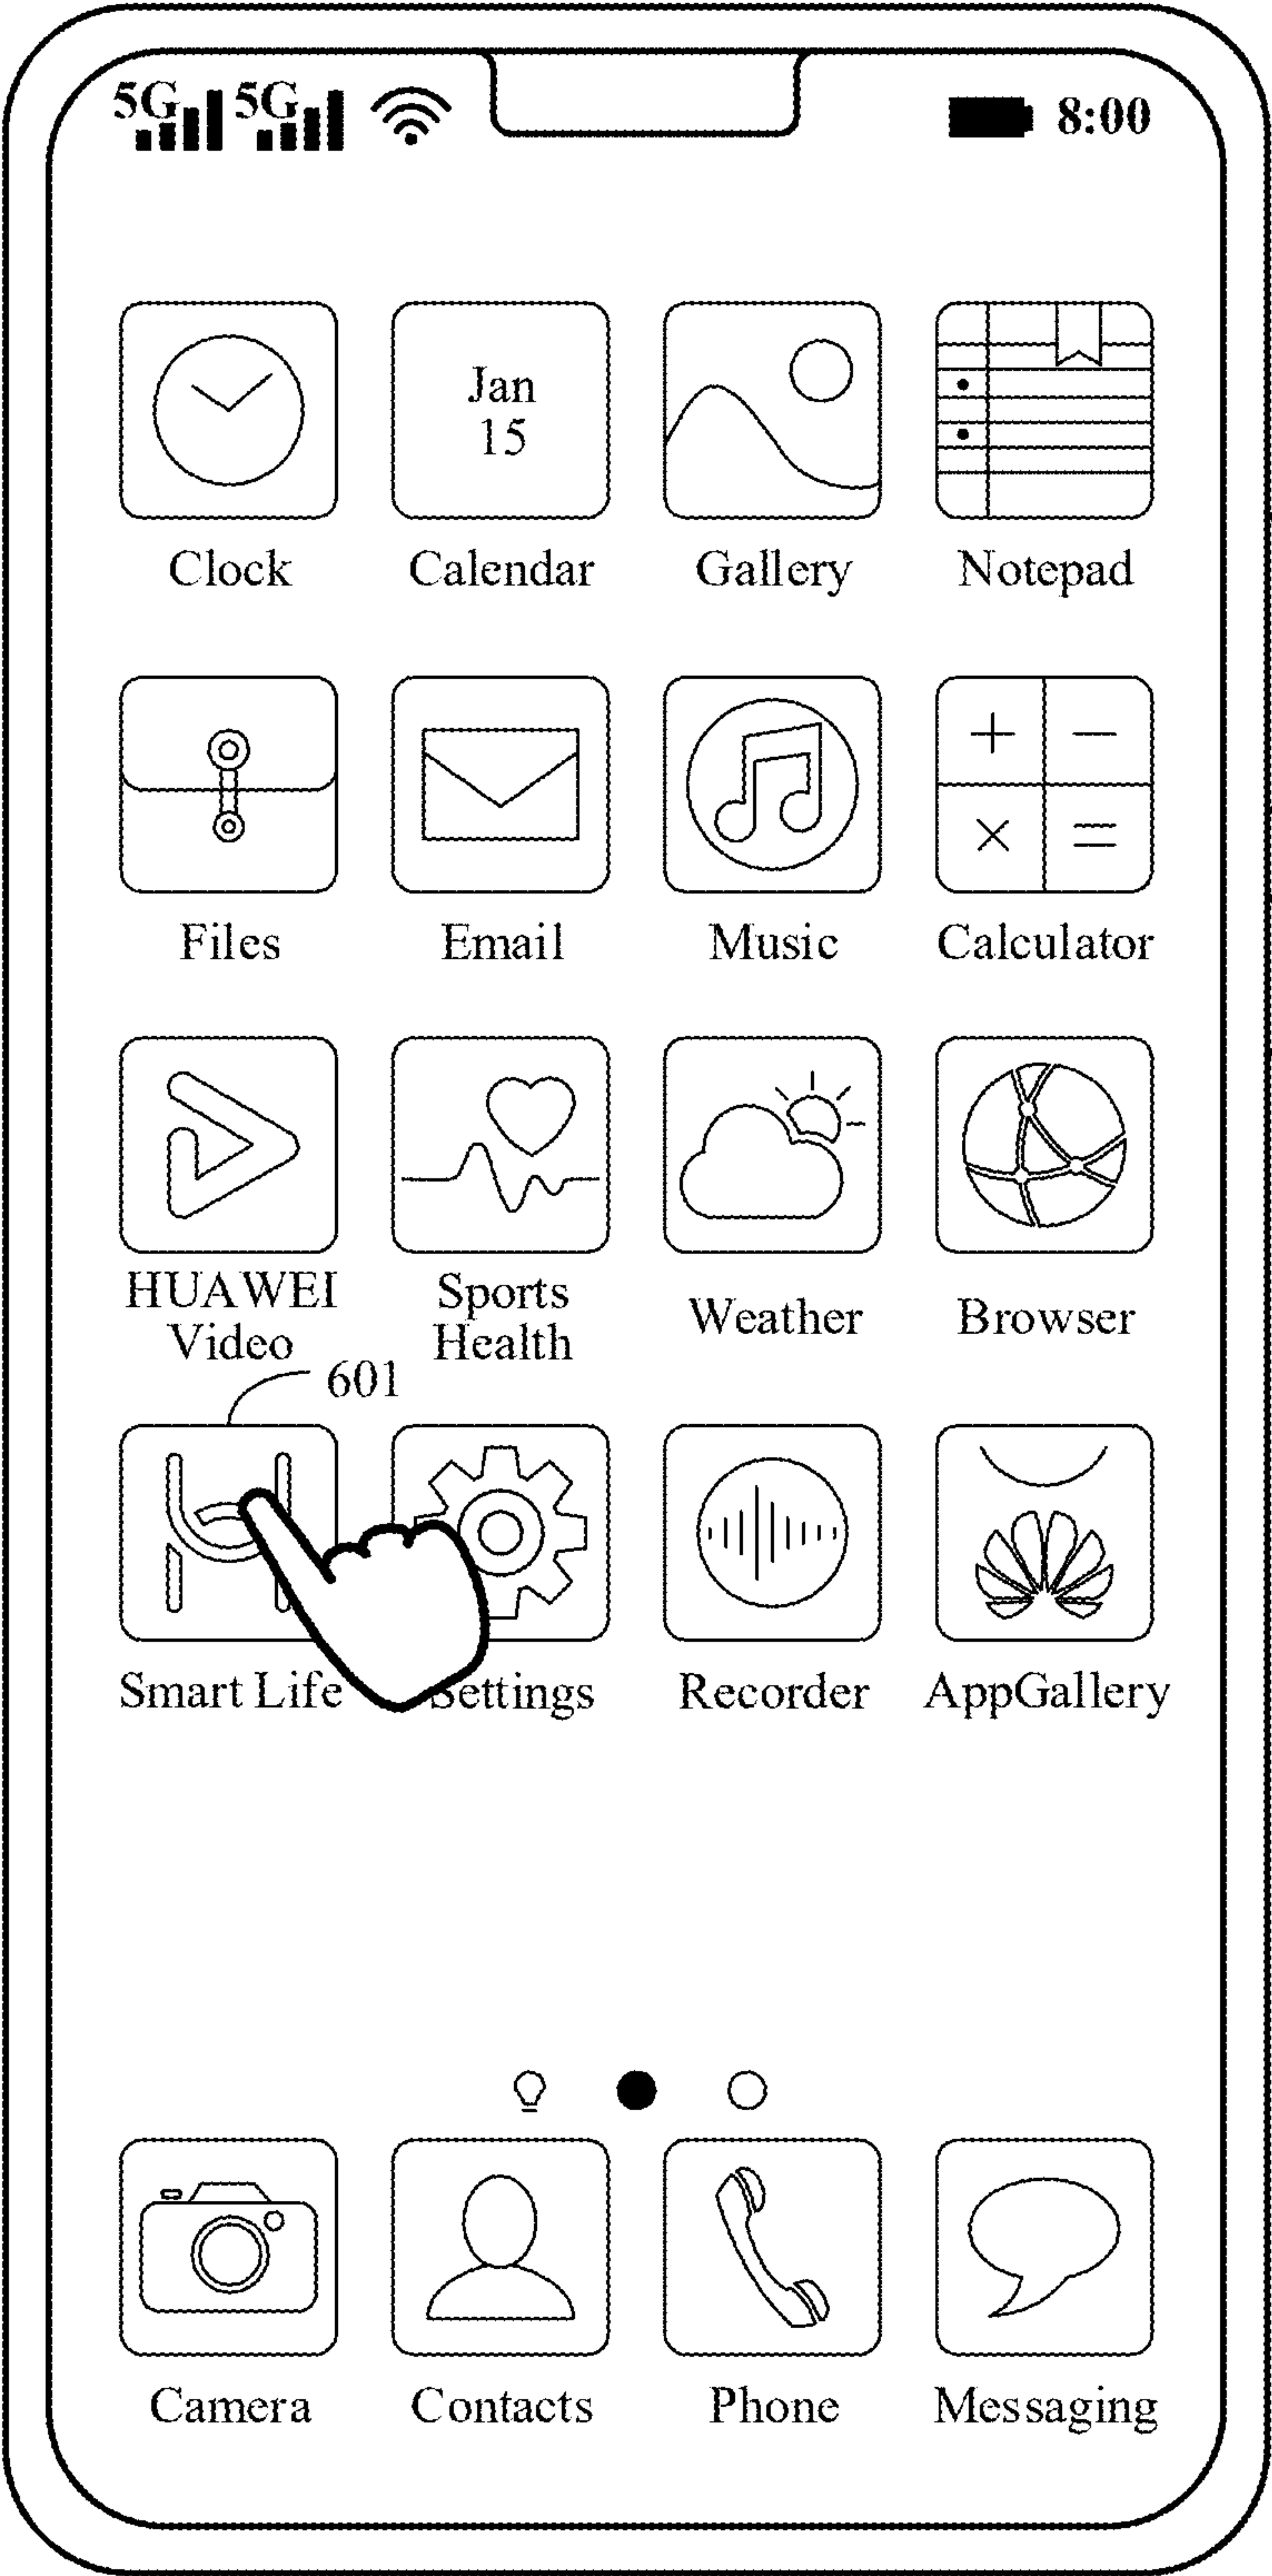 5G 5G 8:00
Jan
15
Clock Calendar Gallery Notepad
Files Email Music Calculator
HUAWEI Video Sports Health Weather Browser
601
Smart Life Settings Recorder AppGallery
Camera Contacts Phone Messaging